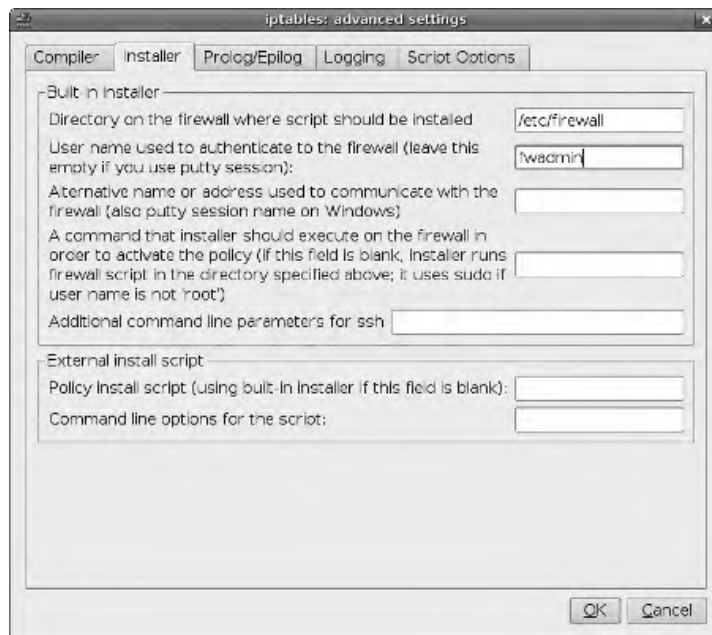 iptables: advanced settings
Compiler Installer Prolog/Epilog Logging Script Options
Built-in installer
Directory on the firewall where script should be installed /etc/firewall
User name used to authenticate to the firewall (leave this
empty if you use putty session): fwadmin
Alternative name or address used to communicate with the
firewall (also putty session name on Windows)
A command that installer should execute on the firewall in
order to activate the policy (if this field is blank, installer runs
firewall script in the directory specified above; it uses sudo if
user name is not 'root')
Additional command line parameters for ssh
External install script
Policy install script (using built-in installer if this field is blank):
Command line options for the script:
OK Cancel